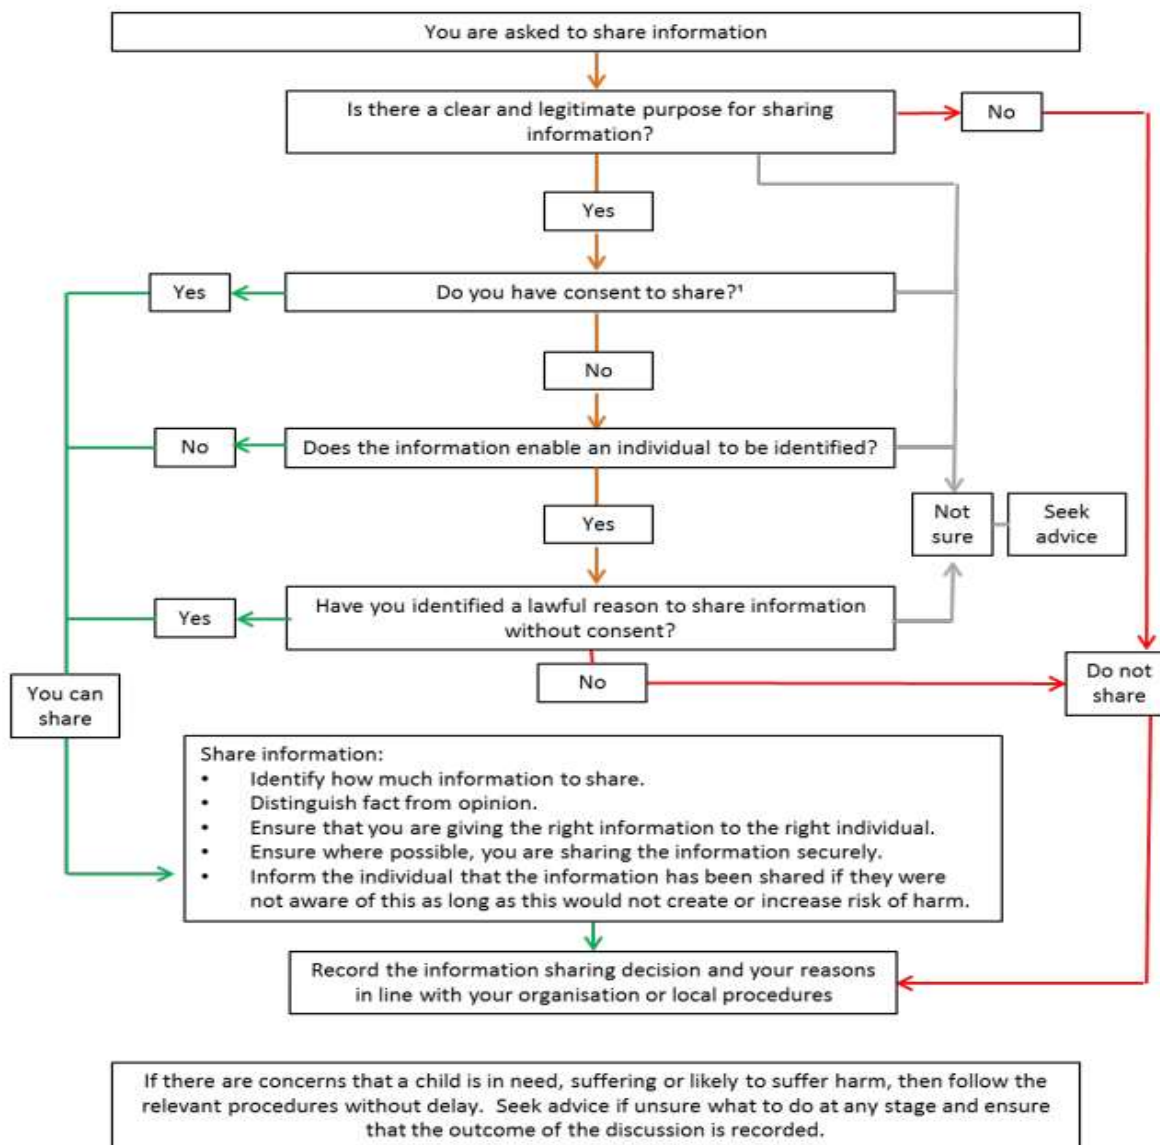 You are asked to share information
Is there a clear and legitimate purpose for sharing
information?
No
Yes
Yes
Do you have consent to share?¹
No
No
Does the information enable an individual to be identified?
Yes
Not
sure
Seek
advice
Yes
Have you identified a lawful reason to share information
without consent?
No
Do not
share
You can
share
Share information:
• Identify how much information to share.
• Distinguish fact from opinion.
• Ensure that you are giving the right information to the right individual.
• Ensure where possible, you are sharing the information securely.
• Inform the individual that the information has been shared if they were
not aware of this as long as this would not create or increase risk of harm.
Record the information sharing decision and your reasons
in line with your organisation or local procedures
If there are concerns that a child is in need, suffering or likely to suffer harm, then follow the
relevant procedures without delay.  Seek advice if unsure what to do at any stage and ensure
that the outcome of the discussion is recorded.